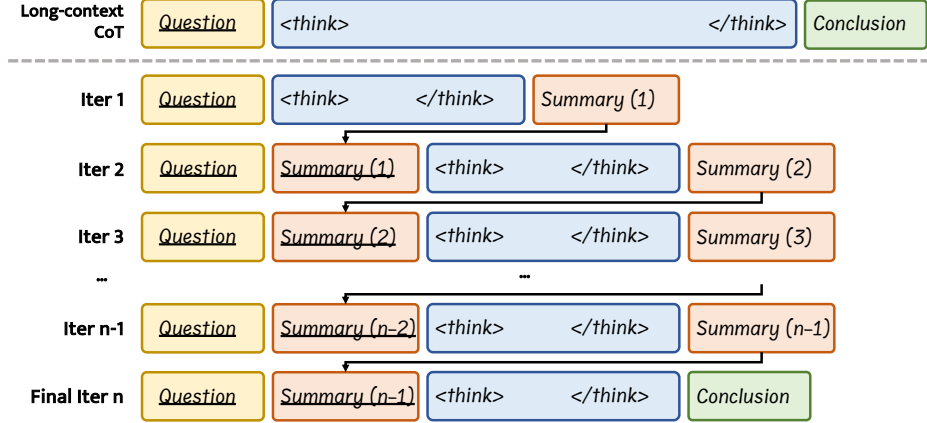 Long-context
CoT
Question <think> </think> Conclusion
Iter 1 Question <think> </think> Summary (1)
Iter 2 Question Summary (1) <think> </think> Summary (2)
Iter 3 Question Summary (2) <think> </think> Summary (3)
... ...
Iter n-1 Question Summary (n-2) <think> </think> Summary (n-1)
Final Iter n Question Summary (n-1) <think> </think> Conclusion